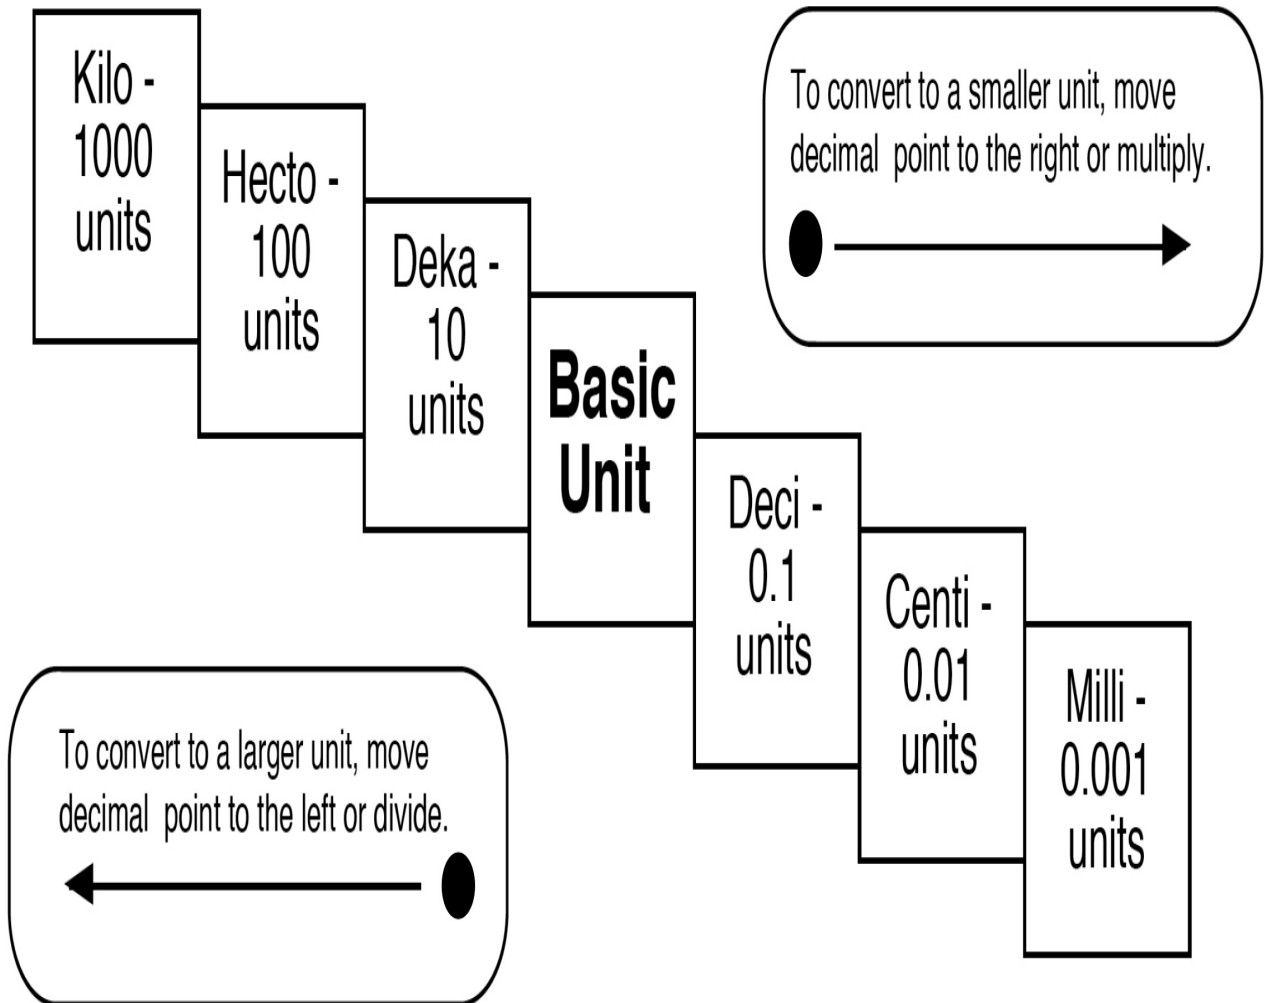 Kilo -
1000
units
Hecto -
100
units
Deka -
10
units
Basic
Unit
Deci -
0.1
units
Centi -
0.01
units
Milli -
0.001
units
To convert to a smaller unit, move
decimal point to the right or multiply.
To convert to a larger unit, move
decimal point to the left or divide.